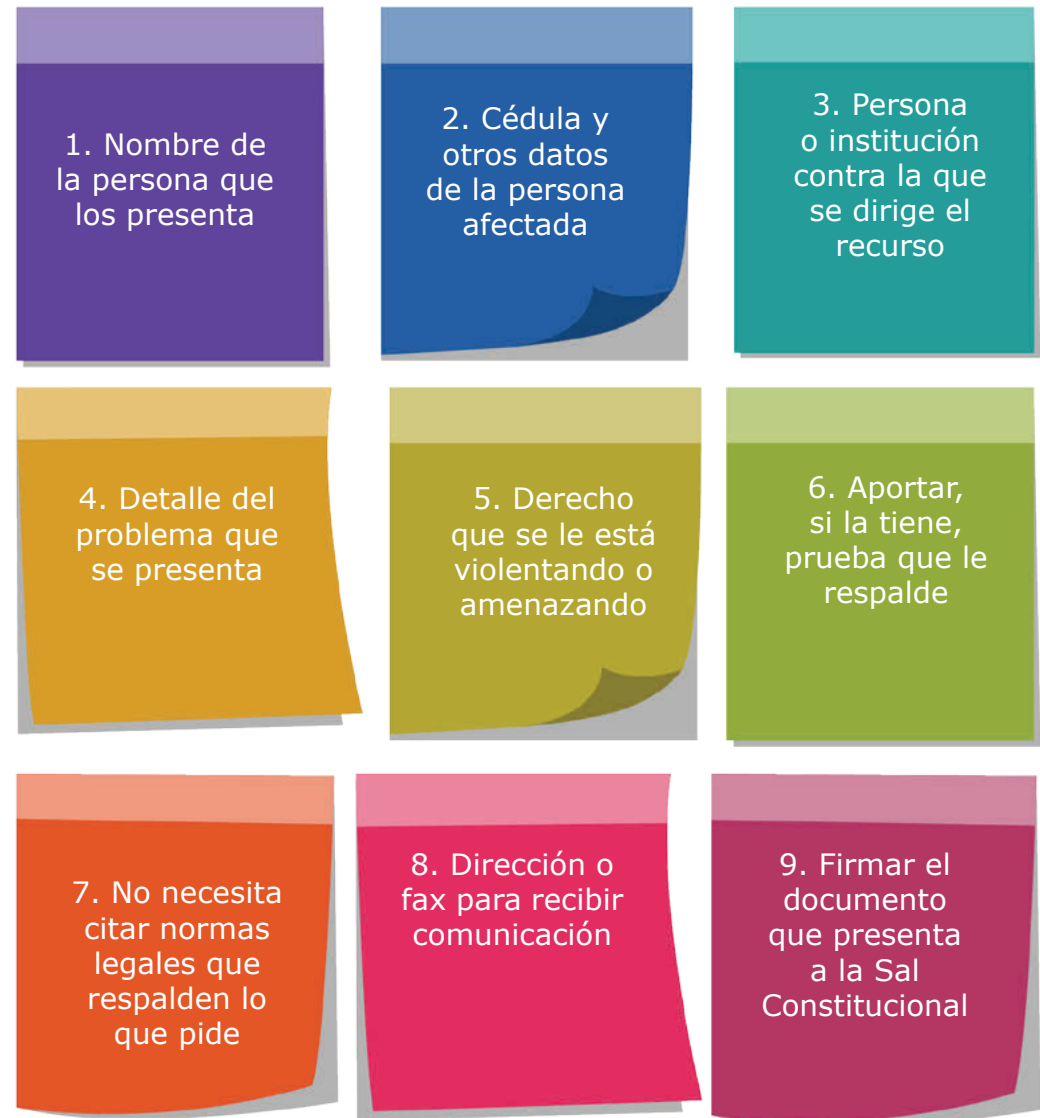 1. Nombre de
la persona que
los presenta
2. Cédula y
otros datos
de la persona
afectada
3. Persona
o institución
contra la que
se dirige el
recurso
4. Detalle del
problema que
se presenta
5. Derecho
que se le está
violentando o
amenazando
6. Aportar,
si la tiene,
prueba que le
respalde
7. No necesita
citar normas
legales que
respalden lo
que pide
8. Dirección o
fax para recibir
comunicación
9. Firmar el
documento
que presenta
a la Sal
Constitucional